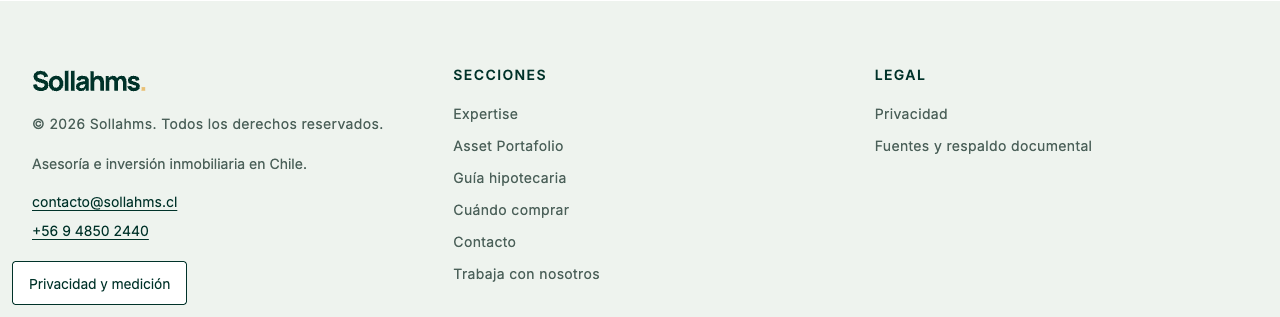 Sollahms.
© 2026 Sollahms. Todos los derechos reservados.
Asesoría e inversión inmobiliaria en Chile.
contacto@sollahms.cl
+56 9 4850 2440
Privacidad y medición
SECCIONES
Expertise
Asset Portafolio
Guía hipotecaria
Cuándo comprar
Contacto
Trabaja con nosotros
LEGAL
Privacidad
Fuentes y respaldo documental